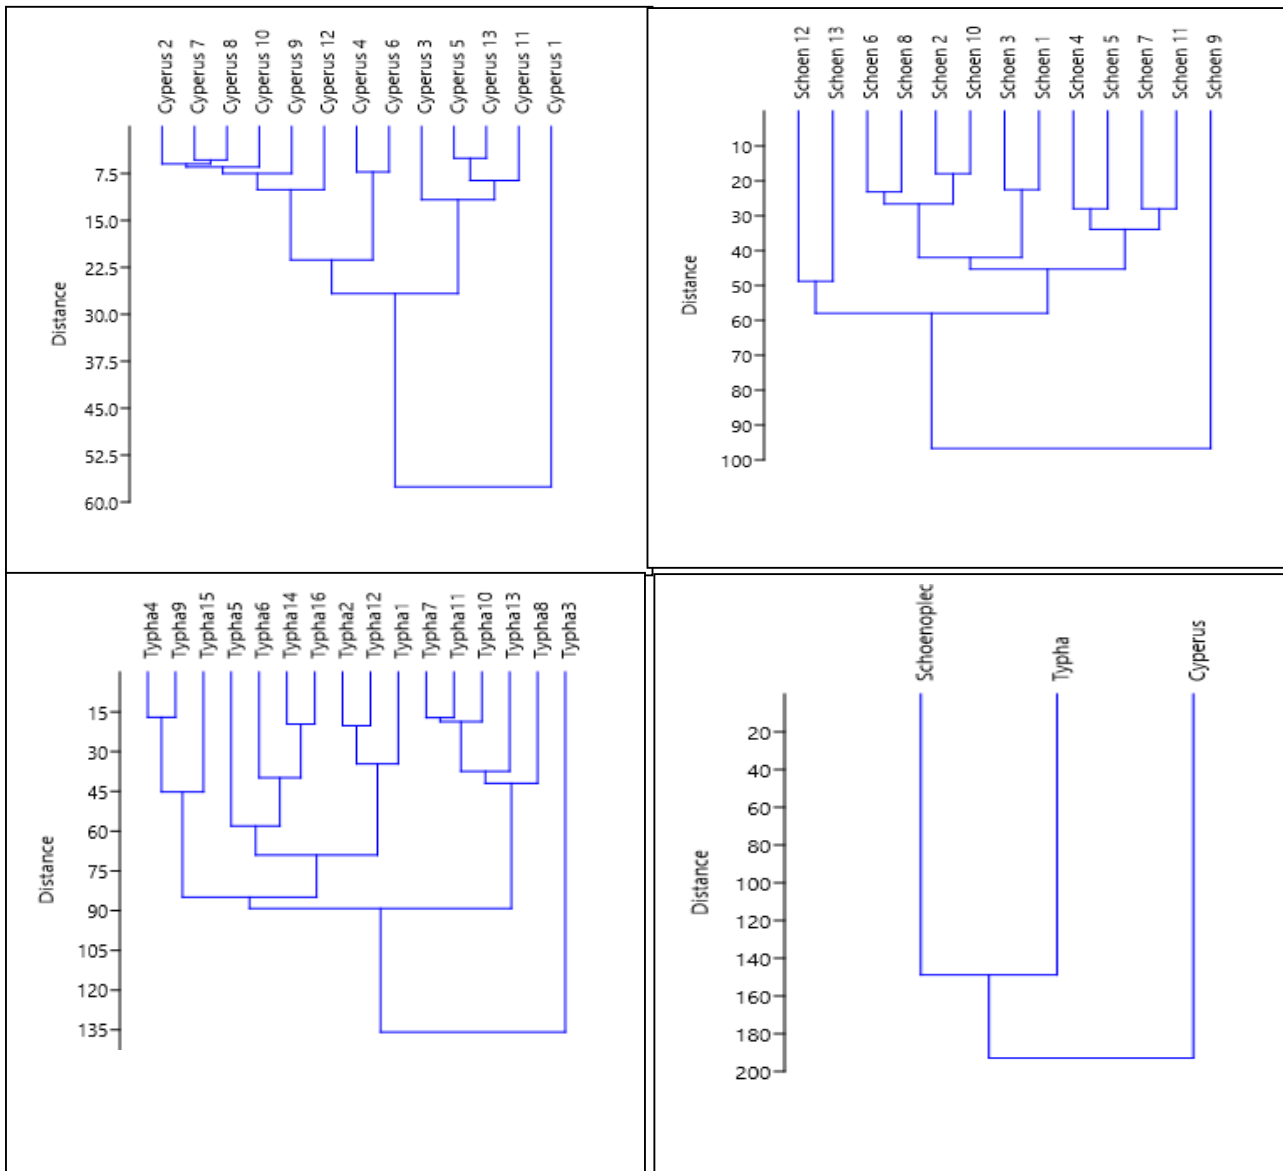 Cyperus 2
Cyperus 7
Cyperus 8
Cyperus 10
Cyperus 9
Cyperus 12
Cyperus 4
Cyperus 6
Cyperus 3
Cyperus 5
Cyperus 13
Cyperus 11
Cyperus 1
7.5
15.0
22.5
30.0
37.5
45.0
52.5
60.0
Distance
Schoen 12
Schoen 13
Schoen 6
Schoen 8
Schoen 2
Schoen 10
Schoen 3
Schoen 1
Schoen 4
Schoen 5
Schoen 7
Schoen 11
Schoen 9
10
20
30
40
50
60
70
80
90
100
Distance
Typha4
Typha9
Typha15
Typha5
Typha6
Typha14
Typha16
Typha2
Typha12
Typha1
Typha7
Typha11
Typha10
Typha13
Typha8
Typha3
15
30
45
60
75
90
105
120
135
Distance
Schoenoplec
Typha
Cyperus
20
40
60
80
100
120
140
160
180
200
Distance